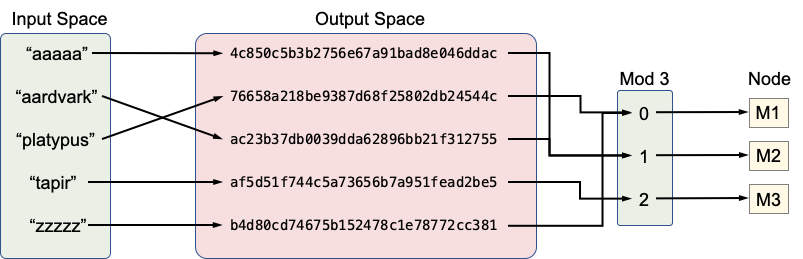 Input Space
Output Space
“aaaaa”
4c850c5b3b2756e67a91bad8e046ddac
Mod 3
Node
“aardvark”
76658a218be9387d68f25802db24544c
0
M1
“platypus”
ac23b37db0039dda62896bb21f312755
1
M2
“tapir”
af5d51f744c5a73656b7a951fead2be5
2
M3
“zzzzz”
b4d80cd74675b152478c1e78772cc381